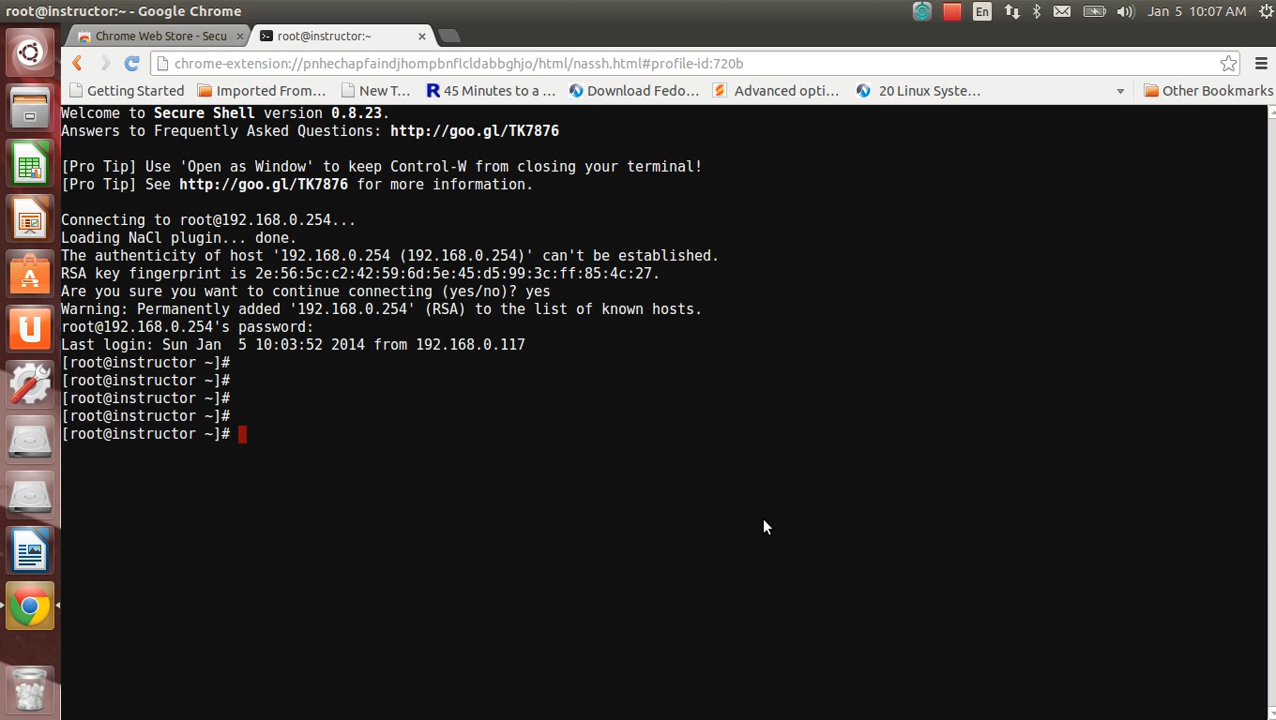 root@instructor:~ - Google Chrome
En
Jan 5 10:07 AM
Chrome Web Store - Secu
root@instructor:~
chrome-extension://pnhechapfaindjhompbnflcldabbghjo/html/nassh.html#profile-id:720b
Getting Started
Imported From...
New T...
45 Minutes to a ...
Download Fedo...
Advanced opti...
20 Linux Syste...
Other Bookmarks
Welcome to Secure Shell version 0.8.23.
Answers to Frequently Asked Questions: http://goo.gl/TK7876
[Pro Tip] Use 'Open as Window' to keep Control-W from closing your terminal!
[Pro Tip] See http://goo.gl/TK7876 for more information.
Connecting to root@192.168.0.254...
Loading NaCl plugin... done.
The authenticity of host '192.168.0.254 (192.168.0.254)' can't be established.
RSA key fingerprint is 2e:56:5c:c2:42:59:6d:5e:45:d5:99:3c:ff:85:4c:27.
Are you sure you want to continue connecting (yes/no)? yes
Warning: Permanently added '192.168.0.254' (RSA) to the list of known hosts.
root@192.168.0.254's password:
Last login: Sun Jan  5 10:03:52 2014 from 192.168.0.117
[root@instructor ~]#
[root@instructor ~]#
[root@instructor ~]#
[root@instructor ~]#
[root@instructor ~]#